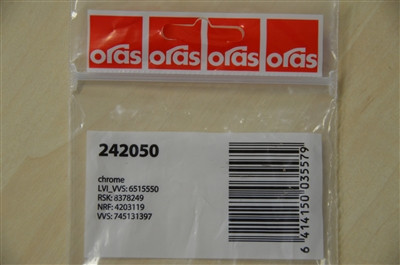 oras oras oras oras
242050
chrome
LVI_VVS: 6515550
RSK: 8378249
NRF: 4203119
VVS: 745131397
6 414150 035579